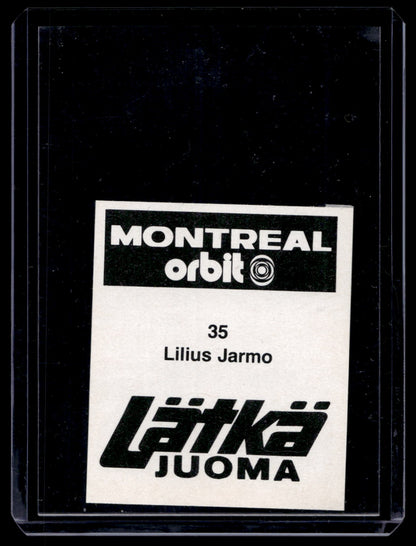 MONTREAL
orbit
35
Lilius Jarmo
Lätkä
JUOMA